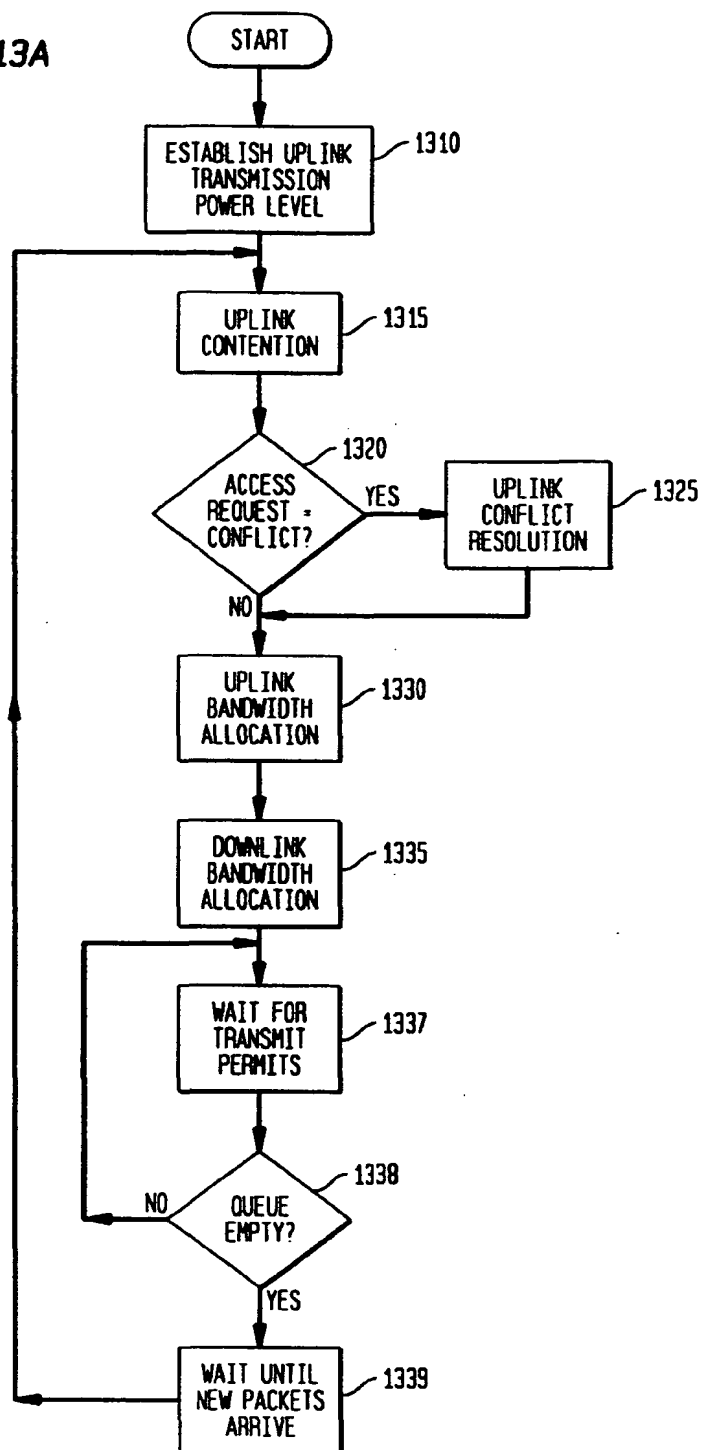 13A
START
ESTABLISH UPLINK
TRANSMISSION
POWER LEVEL
1310
UPLINK
CONTENTION
1315
ACCESS
REQUEST =
CONFLICT?
1320
YES
UPLINK
CONFLICT
RESOLUTION
1325
NO
UPLINK
BANDWIDTH
ALLOCATION
1330
DOWNLINK
BANDWIDTH
ALLOCATION
1335
WAIT FOR
TRANSMIT
PERMITS
1337
QUEUE
EMPTY?
1338
NO
YES
WAIT UNTIL
NEW PACKETS
ARRIVE
1339